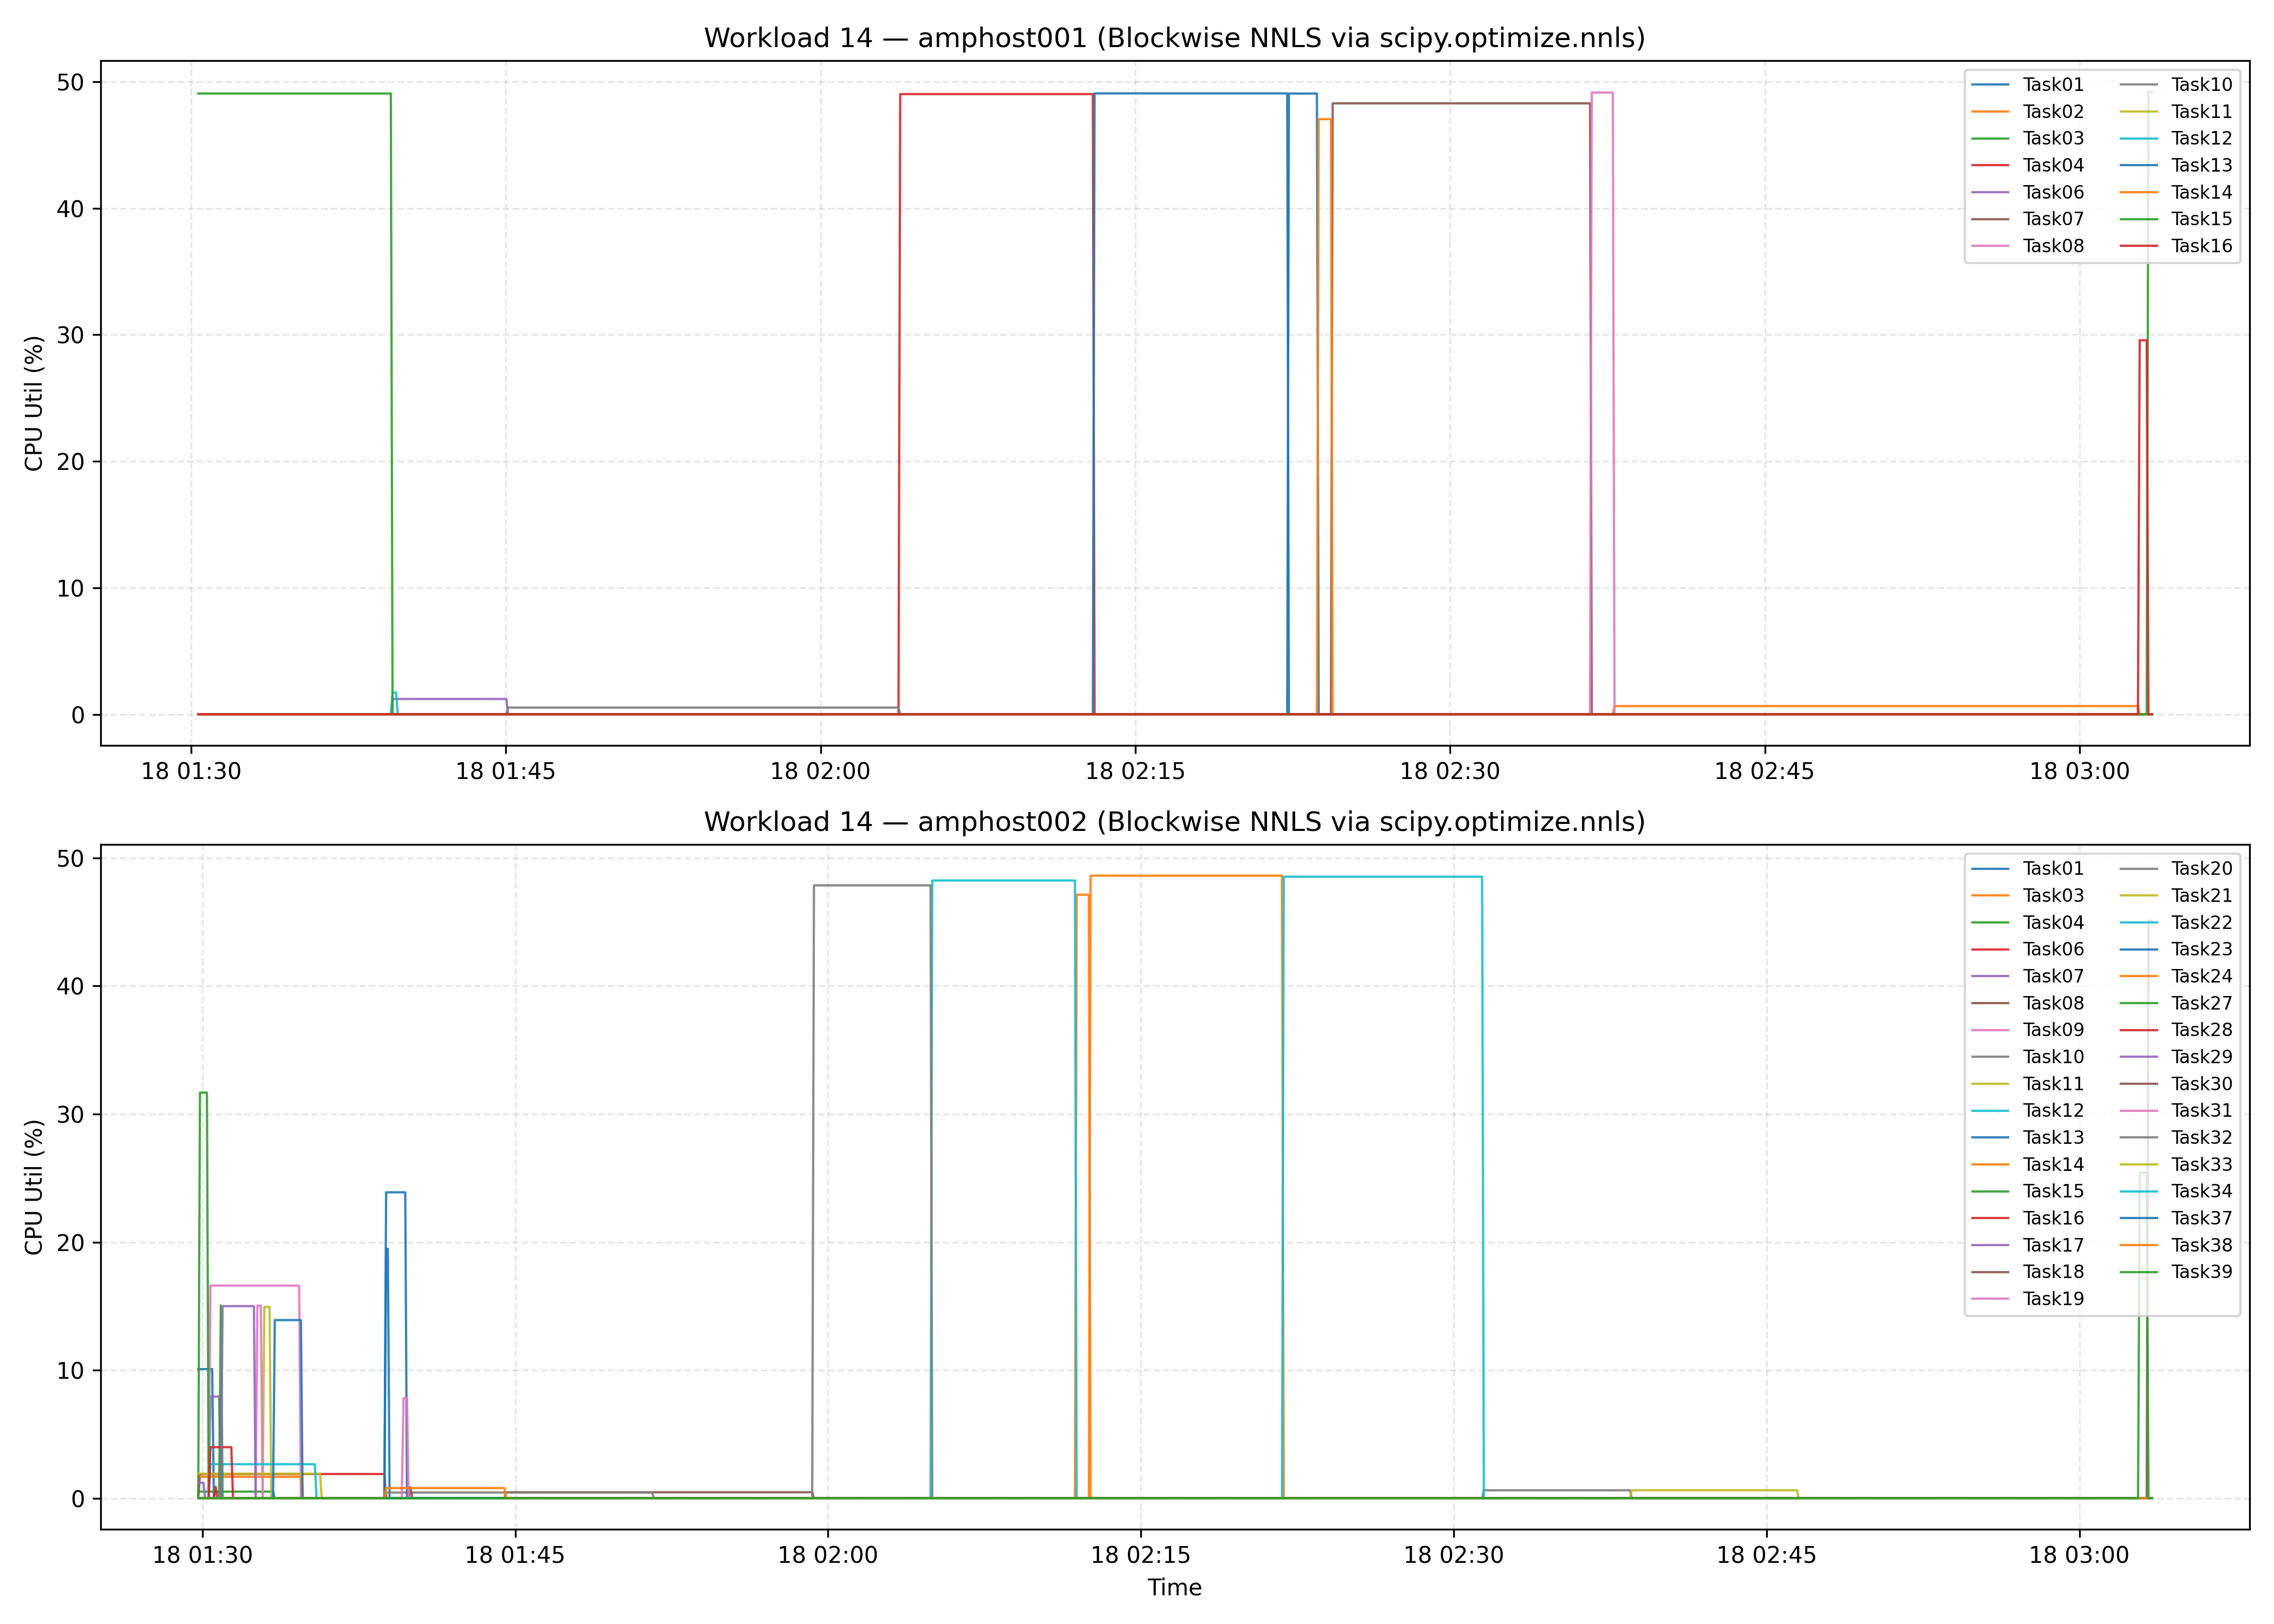 Workload 14 — amphost001 (Blockwise NNLS via scipy.optimize.nnls)
CPU Util (%)
50
40
30
20
10
0
Task01 Task10
Task02 Task11
Task03 Task12
Task04 Task13
Task06 Task14
Task07 Task15
Task08 Task16
18 01:30 18 01:45 18 02:00 18 02:15 18 02:30 18 02:45 18 03:00
Workload 14 — amphost002 (Blockwise NNLS via scipy.optimize.nnls)
CPU Util (%)
50
40
30
20
10
0
Task01 Task20
Task03 Task21
Task04 Task22
Task06 Task23
Task07 Task24
Task08 Task27
Task09 Task28
Task10 Task29
Task11 Task30
Task12 Task31
Task13 Task32
Task14 Task33
Task15 Task34
Task16 Task37
Task17 Task38
Task18 Task39
Task19
18 01:30 18 01:45 18 02:00 18 02:15 18 02:30 18 02:45 18 03:00
Time